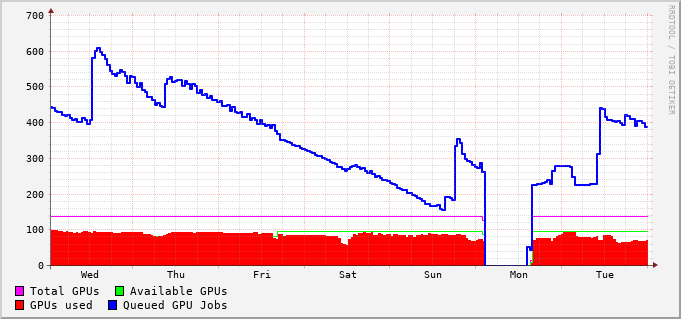 700
600
500
400
300
200
100
0
Wed Thu Fri Sat Sun Mon Tue
Total GPUs Available GPUs
GPUs used Queued GPU Jobs
RRDTOOL / TOBI OETIKER